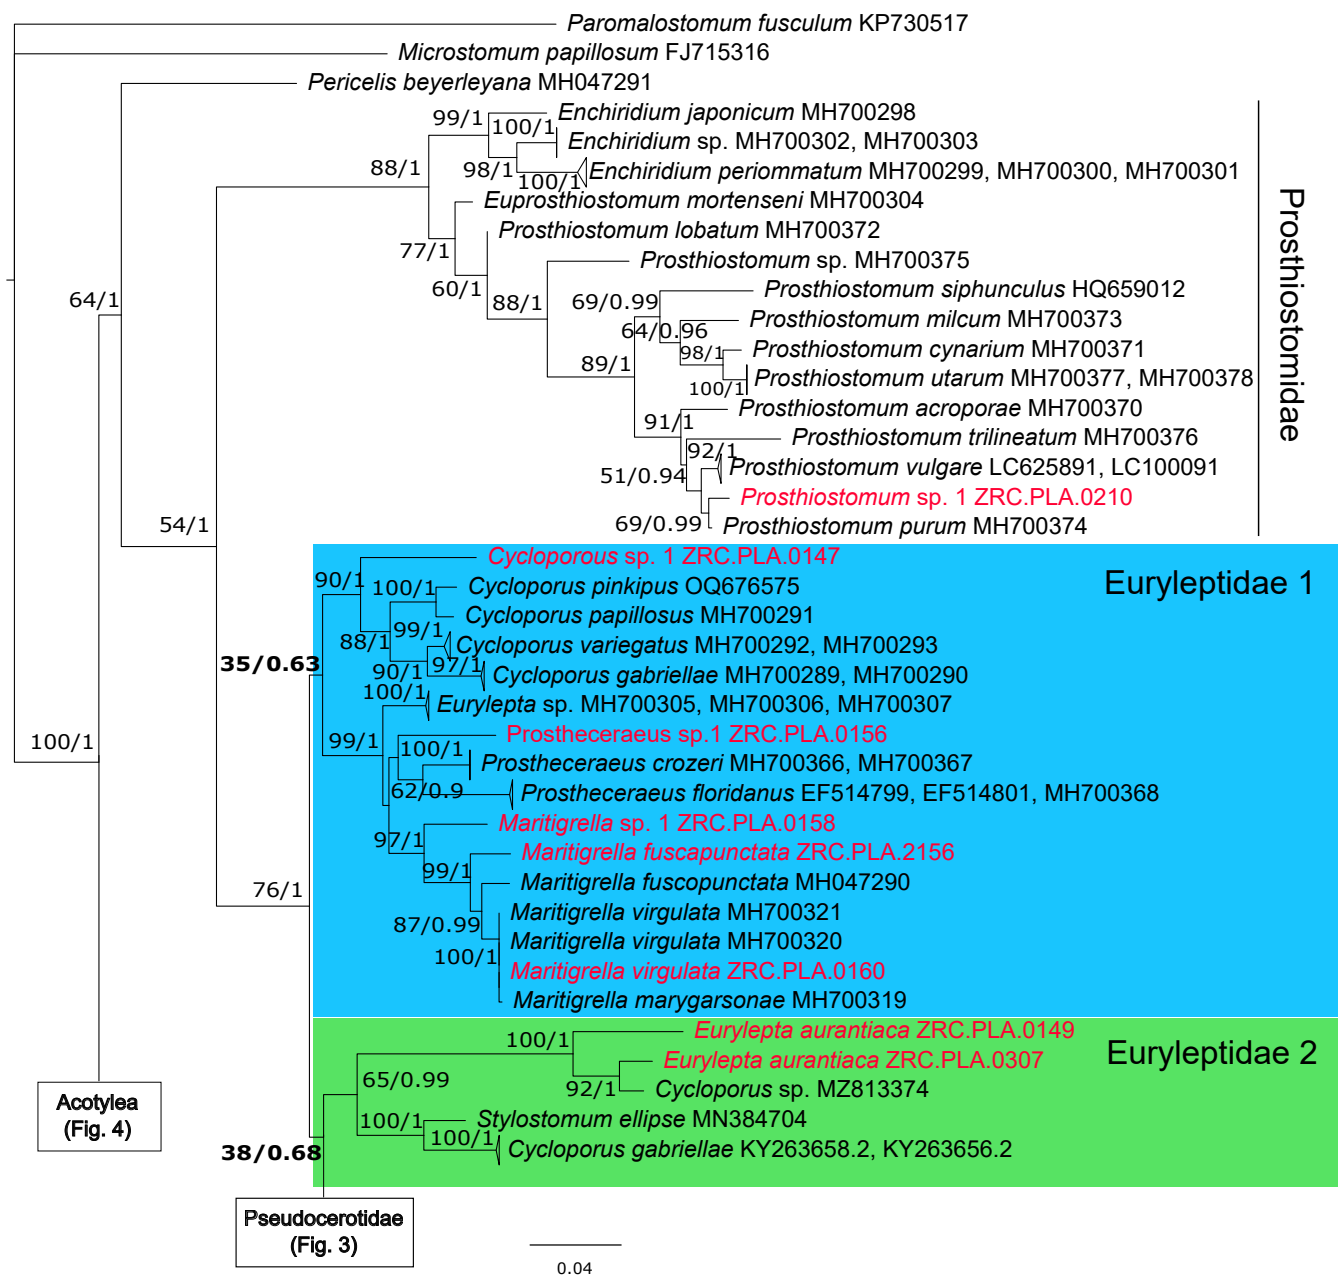 Paromalostomum fusculum KP730517
Microstomum papillosum FJ715316
Pericelis beyerleyana MH047291
Enchiridium japonicum MH700298
99/1
100/1
Enchiridium sp. MH700302, MH700303
88/1
98/1
100/1
Enchiridium periommatum MH700299, MH700300, MH700301
Euprosthiostomum mortenseni MH700304
Prosthiostomum lobatum MH700372
77/1
Prosthiostomum sp. MH700375
60/1
88/1
69/0.99
Prosthiostomum siphunculus HQ659012
64/1
64/0.96
Prosthiostomum milcum MH700373
98/1
Prosthiostomum cynarium MH700371
89/1
100/1
Prosthiostomum utarum MH700377, MH700378
Prosthiostomum acroporae MH700370
91/1
Prosthiostomum trilineatum MH700376
92/1
51/0.94
Prosthiostomum vulgare LC625891, LC100091
Prosthiostomum sp. 1 ZRC.PLA.0210
69/0.99
Prosthiostomum purum MH700374
Prosthiostomidae
54/1
Cycloporous sp. 1 ZRC.PLA.0147
Euryleptidae 1
90/1
100/1
Cycloporus pinkipus OQ676575
Cycloporus papillosus MH700291
88/1
99/1
Cycloporus variegatus MH700292, MH700293
35/0.63
90/1
97/1
Cycloporus gabriellae MH700289, MH700290
100/1
Eurylepta sp. MH700305, MH700306, MH700307
Prostheceraeus sp.1 ZRC.PLA.0156
100/1
99/1
100/1
Prostheceraeus crozeri MH700366, MH700367
62/0.9
Prostheceraeus floridanus EF514799, EF514801, MH700368
Maritigrella sp. 1 ZRC.PLA.0158
97/1
Maritigrella fuscapunctata ZRC.PLA.2156
99/1
76/1
Maritigrella fuscopunctata MH047290
Maritigrella virgulata MH700321
87/0.99
Maritigrella virgulata MH700320
100/1
Maritigrella virgulata ZRC.PLA.0160
Maritigrella marygarsonae MH700319
Eurylepta aurantiaca ZRC.PLA.0149
100/1
Euryleptidae 2
Eurylepta aurantiaca ZRC.PLA.0307
65/0.99
92/1
Cycloporus sp. MZ813374
Acotylea
(Fig. 4)
100/1
Stylostomum ellipse MN384704
100/1
Cycloporus gabriellae KY263658.2, KY263656.2
38/0.68
Pseudocerotidae
(Fig. 3)
0.04